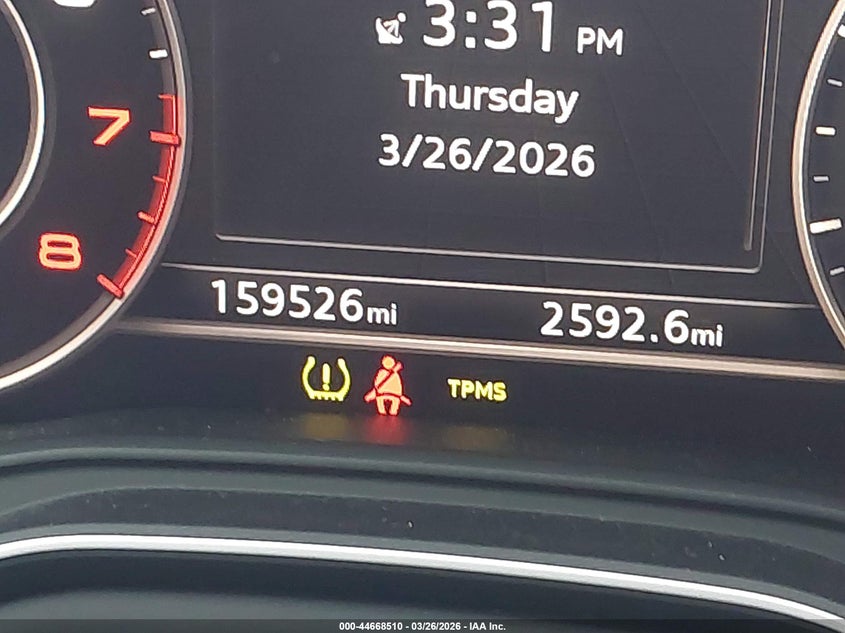 3:31 PM
Thursday
3/26/2026
7
8
159526mi
2592.6mi
TPMS
000-44668510 - 03/26/2026 - IAA Inc.